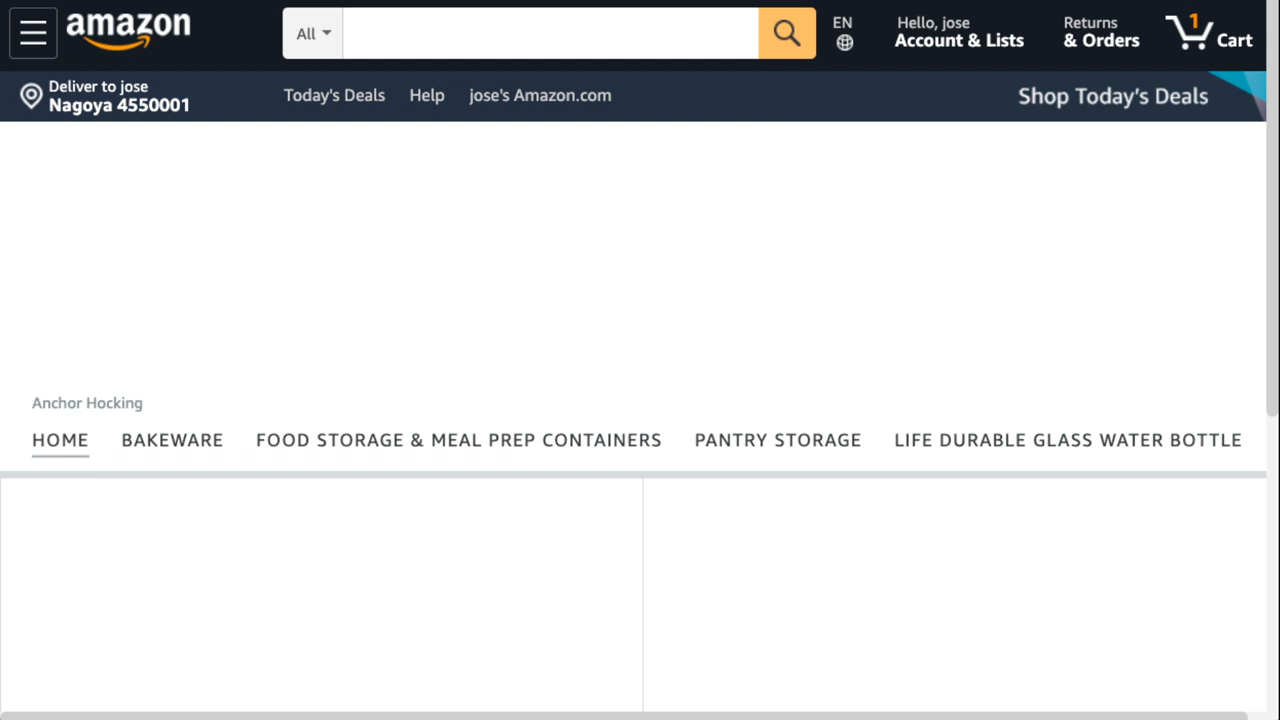 amazon
All
EN
Hello, jose
Account & Lists
Returns
& Orders
1
Cart
Deliver to jose
Nagoya 4550001
Today's Deals
Help
jose's Amazon.com
Shop Today's Deals
Anchor Hocking
HOME
BAKEWARE
FOOD STORAGE & MEAL PREP CONTAINERS
PANTRY STORAGE
LIFE DURABLE GLASS WATER BOTTLE